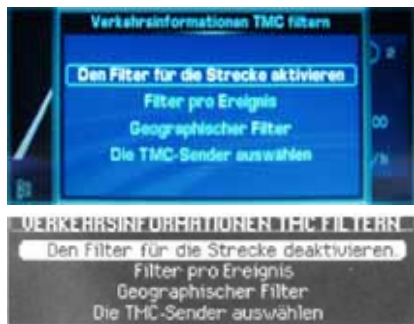 Verkehrsinformationen TMC filtern
Den Filter für die Strecke aktivieren
Filter pro Ereignis
Geographischer Filter
Die TMC-Sender auswählen
VERKEHRSINFORMATIONEN TMC FILTERN
Den Filter für die Strecke deaktivieren
Filter pro Ereignis
Geographischer Filter
Die TMC-Sender auswählen